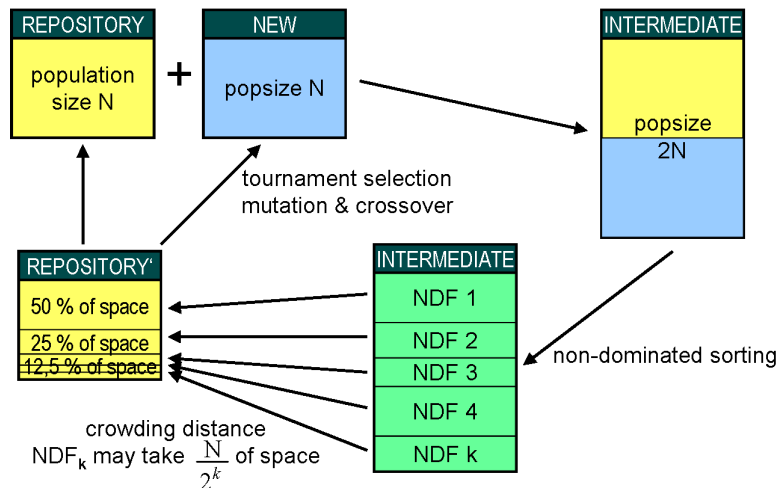 REPOSITORY
population
size N
+
NEW
popsize N
INTERMEDIATE
popsize
2N
tournament selection
mutation & crossover
REPOSITORY‘
50 % of space
25 % of space
12,5 % of space
INTERMEDIATE
NDF 1
NDF 2
NDF 3
NDF 4
NDF k
non-dominated sorting
crowding distance
NDFₖ may take N/2ᵏ of space